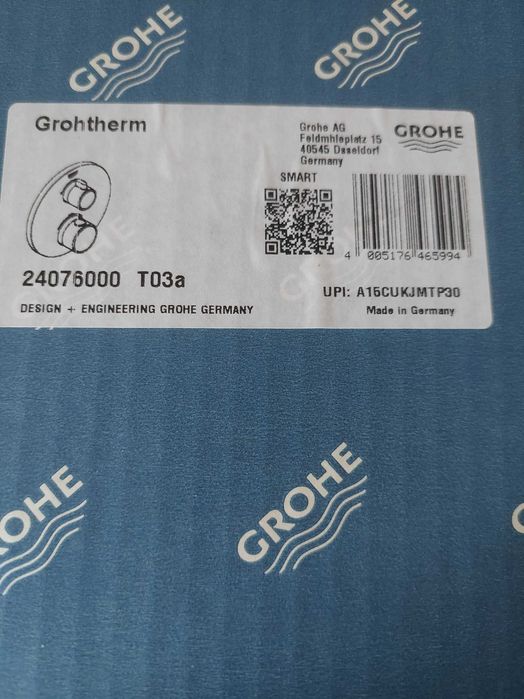 GROHE
GROHE
Grohtherm
Grohe AG
Feldmhleplatz 15
40545 Dsseldorf
Germany
GROHE
SMART
4 005176 465994
24076000 T03a
UPI: A15CUKJMTP30
DESIGN + ENGINEERING GROHE GERMANY
Made in Germany
GROHE
GROHE